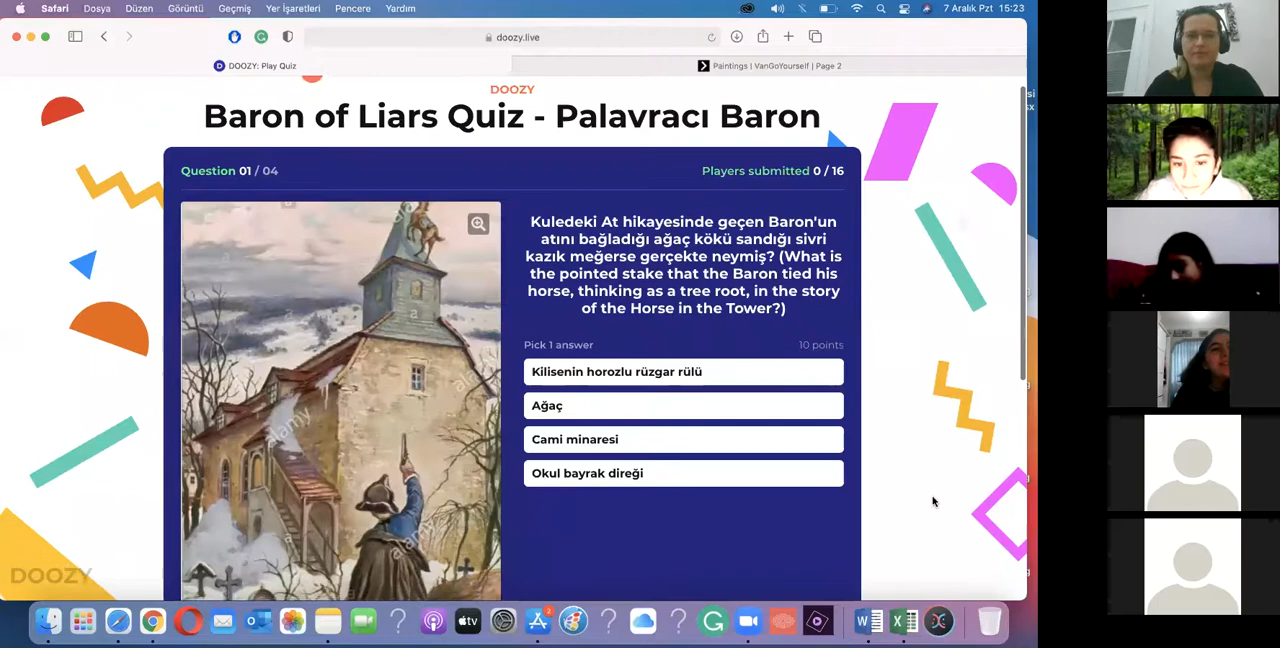 Safari Dosya Düzen Görüntü Geçmiş Yer İşaretleri Pencere Yardım 7 Aralık Pzt 15:23
doozy.live
DOOZY: Play Quiz
Paintings | VanGoYourself | Page 2
DOOZY
Baron of Liars Quiz - Palavracı Baron
Question 01 / 04
Players submitted 0 / 16
Kuledeki At hikayesinde geçen Baron'un
atını bağladığı ağaç kökü sandığı sivri
kazık meğerse gerçekte neymiş? (What is
the pointed stake that the Baron tied his
horse, thinking as a tree root, in the story
of the Horse in the Tower?)
Pick 1 answer
10 points
Kilisenin horozlu rüzgar rülü
Ağaç
Cami minaresi
Okul bayrak direği
alamy
DOOZY
tv